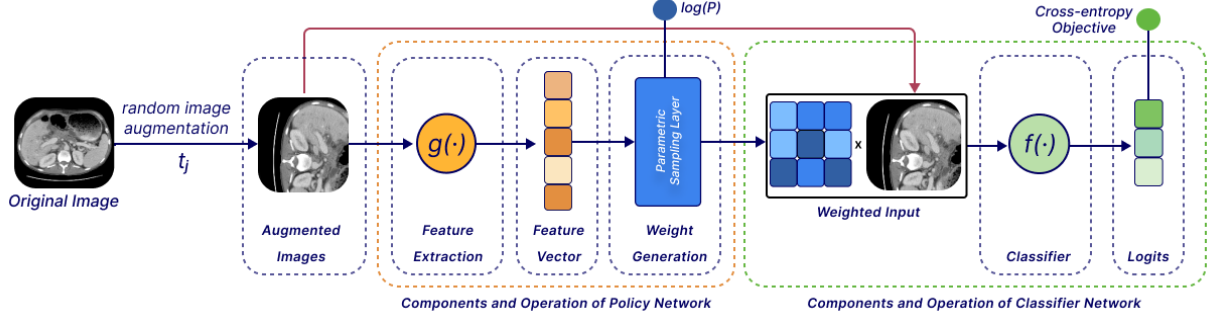 log(P)
Cross-entropy
Objective
random image
augmentation
t_j
Original Image
g(·)
Parametric
Sampling Layer
x
f(·)
Weighted Input
Augmented
Images
Feature
Extraction
Feature
Vector
Weight
Generation
Classifier
Logits
Components and Operation of Policy Network
Components and Operation of Classifier Network